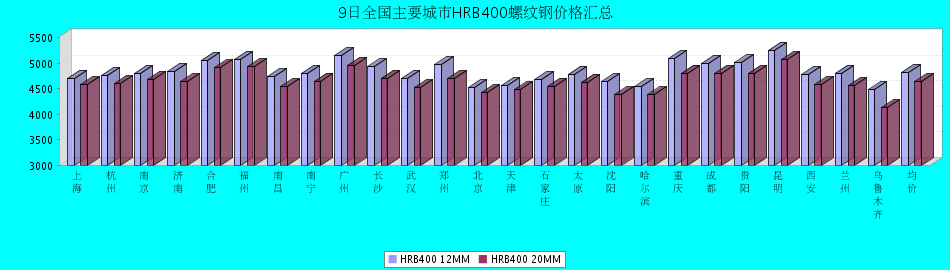 9日全国主要城市HRB400螺纹钢价格汇总
5500
5000
4500
4000
3500
3000
上海
杭州
南京
济南
合肥
福州
南昌
南宁
广州
长沙
武汉
郑州
北京
天津
石家庄
太原
沈阳
哈尔滨
重庆
成都
贵阳
昆明
西安
兰州
乌鲁木齐
均价
HRB400 12MM HRB400 20MM